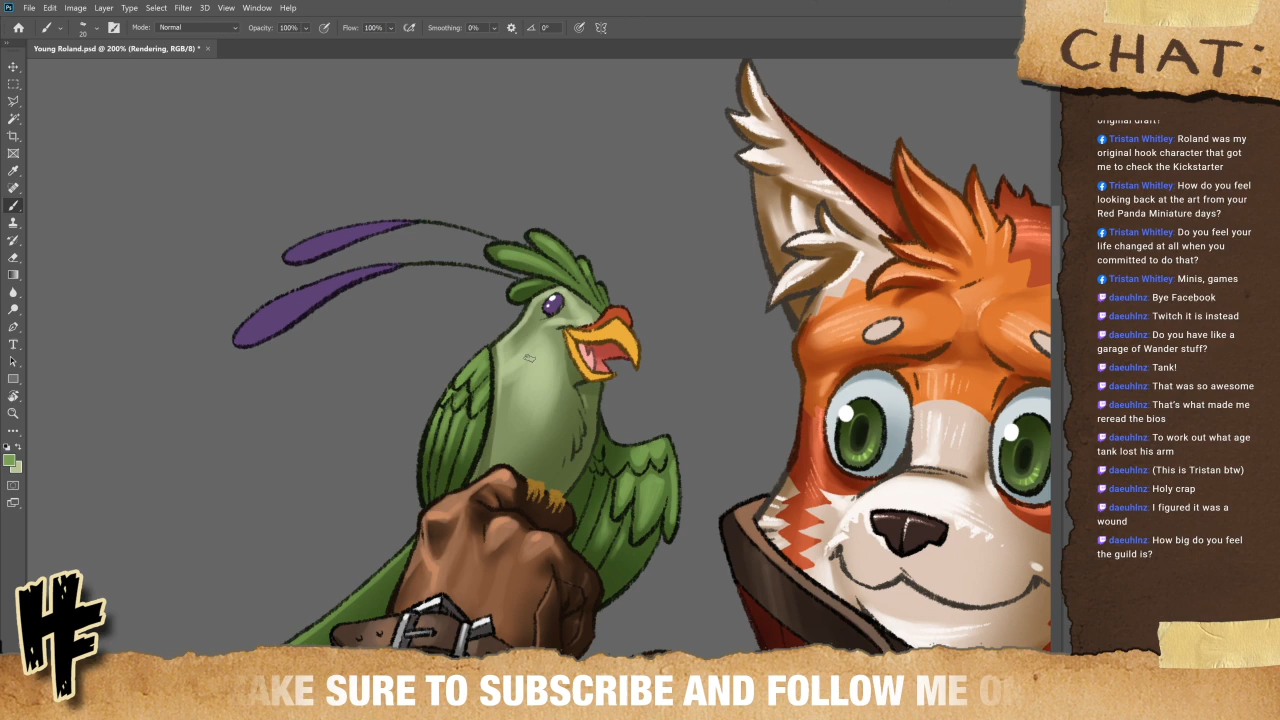 File Edit Image Layer Type Select Filter 3D View Window Help
20 Mode: Normal Opacity: 100% Flow: 100% Smoothing: 0% 0°
Young Roland.psd @ 200% (Rendering, RGB/8) * ×
CHAT:
original draft?
Tristan Whitley: Roland was my
original hook character that got
me to check the Kickstarter
Tristan Whitley: How do you feel
looking back at the art from your
Red Panda Miniature days?
Tristan Whitley: Do you feel your
life changed at all when you
committed to do that?
Tristan Whitley: Minis, games
daeuhlnz: Bye Facebook
daeuhlnz: Twitch it is instead
daeuhlnz: Do you have like a
garage of Wander stuff?
daeuhlnz: Tank!
daeuhlnz: That was so awesome
daeuhlnz: That's what made me
reread the bios
daeuhlnz: To work out what age
tank lost his arm
daeuhlnz: (This is Tristan btw)
daeuhlnz: Holy crap
daeuhlnz: I figured it was a
wound
daeuhlnz: How big do you feel
the guild is?
HF
AKE SURE TO SUBSCRIBE AND FOLLOW ME ON